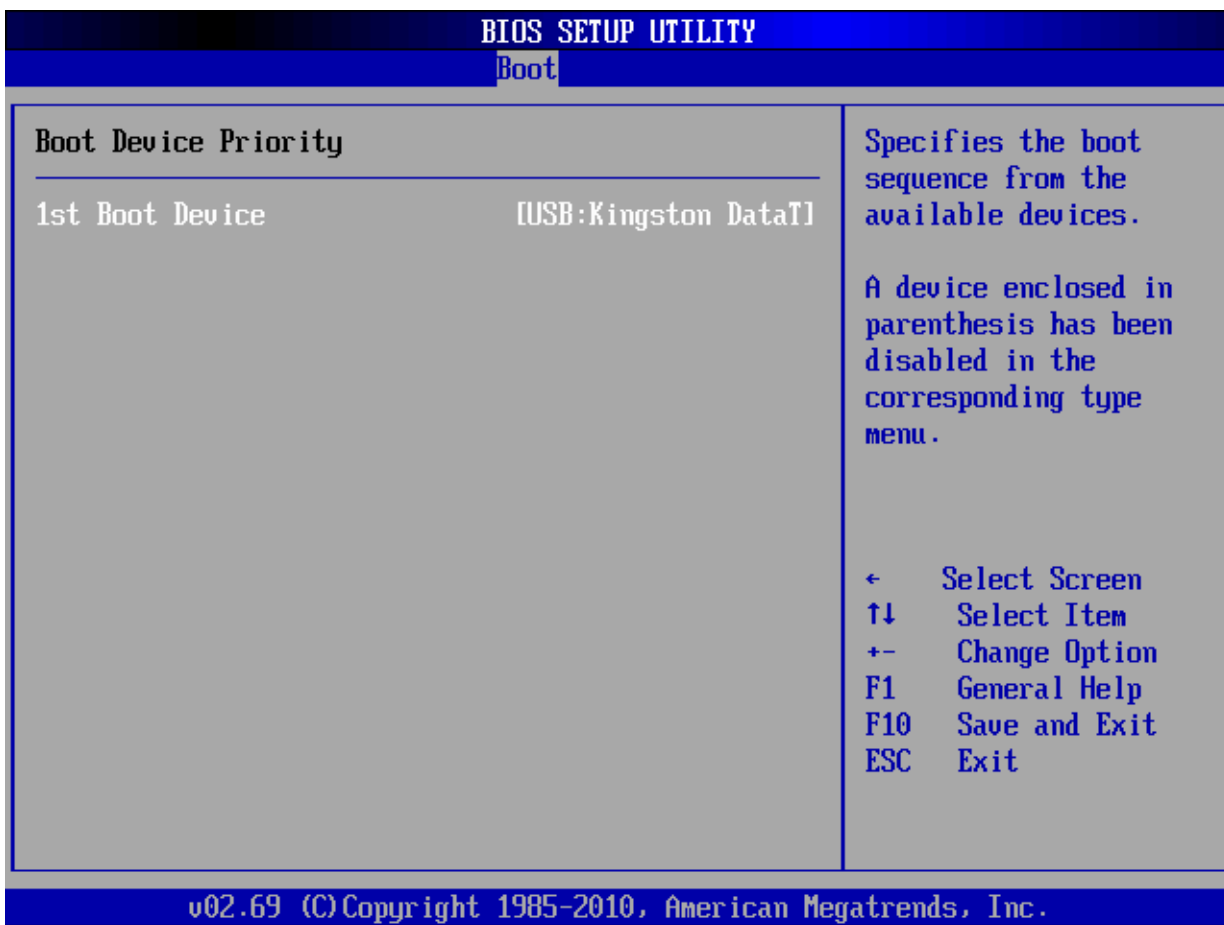 BIOS SETUP UTILITY
Boot
Boot Device Priority
1st Boot Device [USB:Kingston DataT]
Specifies the boot
sequence from the
available devices.
A device enclosed in
parenthesis has been
disabled in the
corresponding type
menu.
← Select Screen
↑↓ Select Item
+- Change Option
F1 General Help
F10 Save and Exit
ESC Exit
v02.69 (C)Copyright 1985-2010, American Megatrends, Inc.